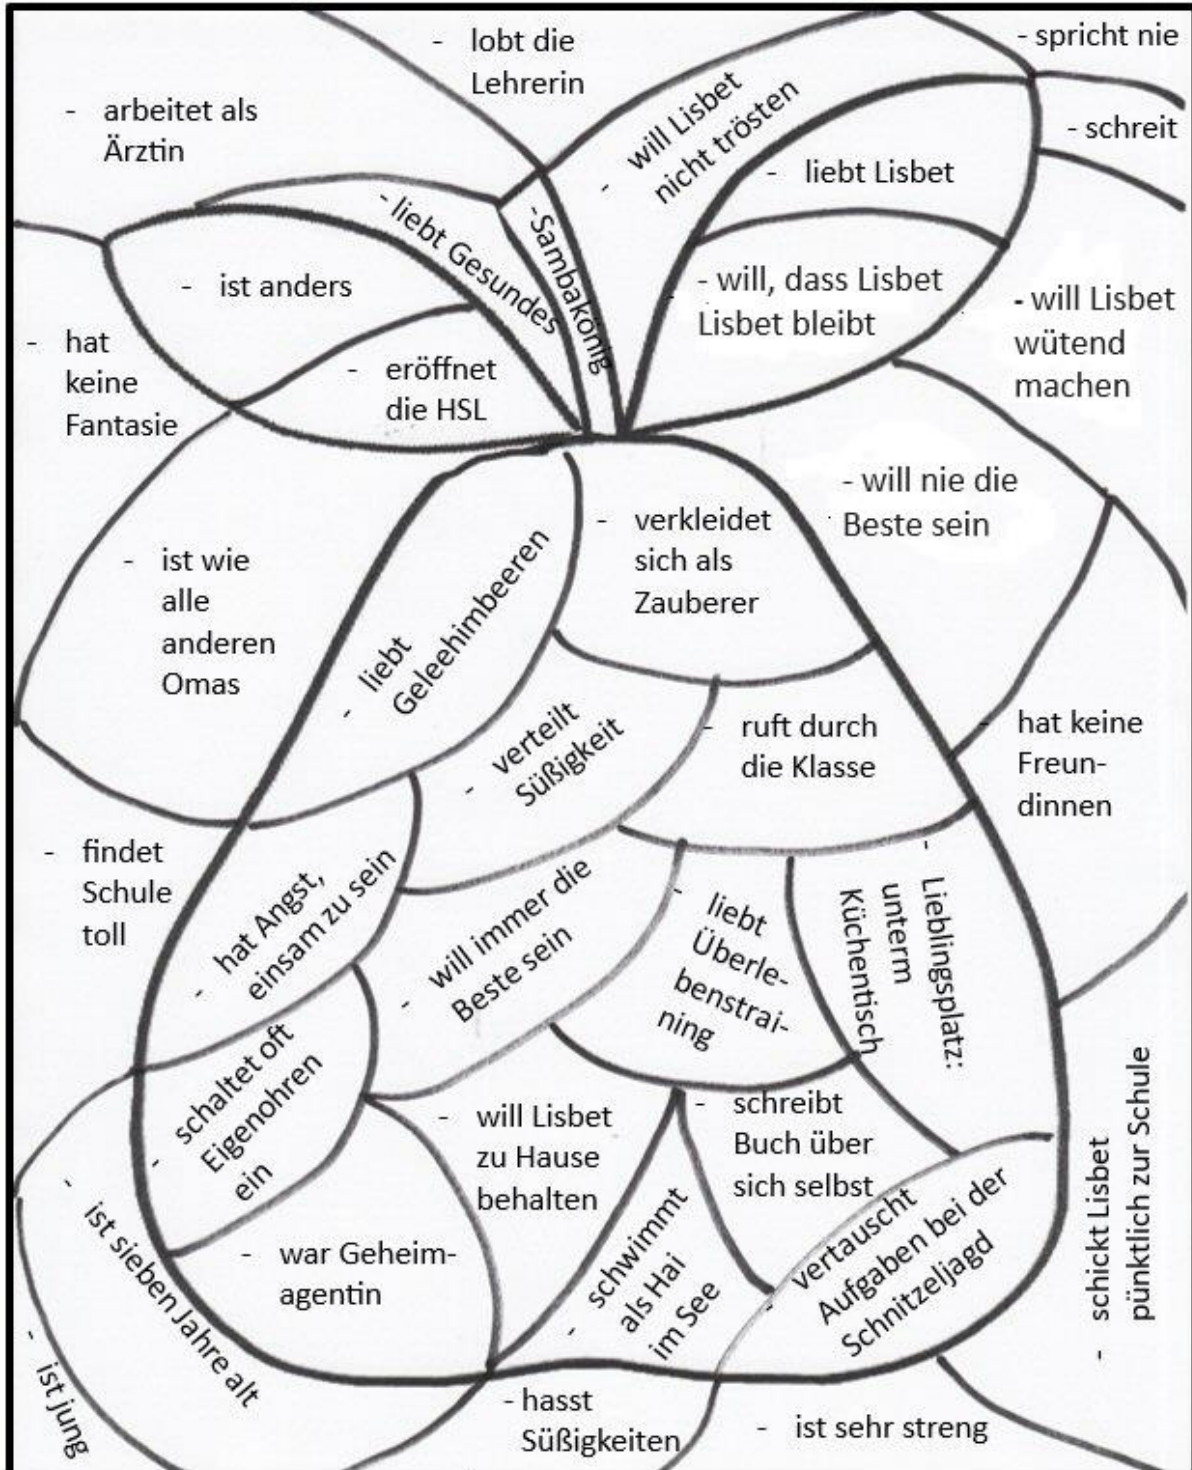 - lobt die
Lehrerin
- spricht nie
- arbeitet als
Ärztin
- will Lisbet
nicht trösten
- schreit
- liebt Lisbet
- liebt Gesundes
- Sambakönig
- ist anders
- will, dass Lisbet
Lisbet bleibt
- will Lisbet
wütend
machen
- hat
keine
Fantasie
- eröffnet
die HSL
- will nie die
Beste sein
- verkleidet
sich als
Zauberer
- ist wie
alle
anderen
Omas
- liebt
Geleehimbeeren
- verteilt
Süßigkeit
- ruft durch
die Klasse
- hat keine
Freun-
dinnen
- findet
Schule
toll
- hat Angst,
einsam zu sein
- will immer die
Beste sein
- liebt
Überle-
benstrai-
ning
- Lieblingsplatz:
unterm
Küchentisch
- schaltet oft
Eigenohren
ein
- will Lisbet
zu Hause
behalten
- schreibt
Buch über
sich selbst
- schickt Lisbet
pünktlich zur Schule
- ist sieben Jahre alt
- war Geheim-
agentin
- schwimmt
als Hai
im See
- vertauscht
Aufgaben bei der
Schnitzeljagd
- ist jung
- hasst
Süßigkeiten
- ist sehr streng